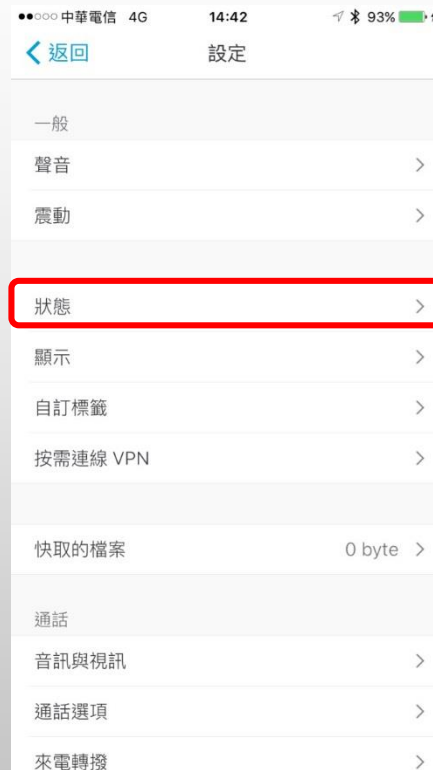 中華電信 4G 14:42 93%
返回 設定
一般
聲音
震動
狀態
顯示
自訂標籤
按需連線 VPN
快取的檔案 0 byte
通話
音訊與視訊
通話選項
來電轉撥